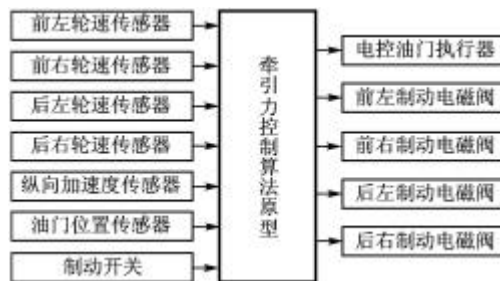 前左轮速传感器
前右轮速传感器
后左轮速传感器
后右轮速传感器
纵向加速度传感器
油门位置传感器
制动开关
牵引力控制算法原型
电控油门执行器
前左制动电磁阀
前右制动电磁阀
后左制动电磁阀
后右制动电磁阀